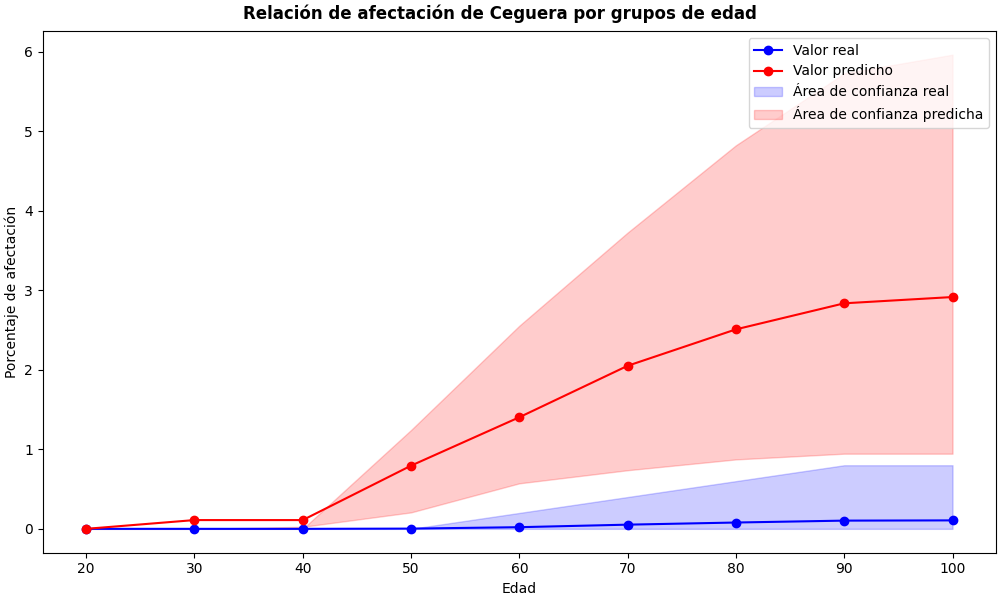 Relación de afectación de Ceguera por grupos de edad
Valor real
Valor predicho
Área de confianza real
Área de confianza predicha
Porcentaje de afectación
6
5
4
3
2
1
0
20 30 40 50 60 70 80 90 100
Edad